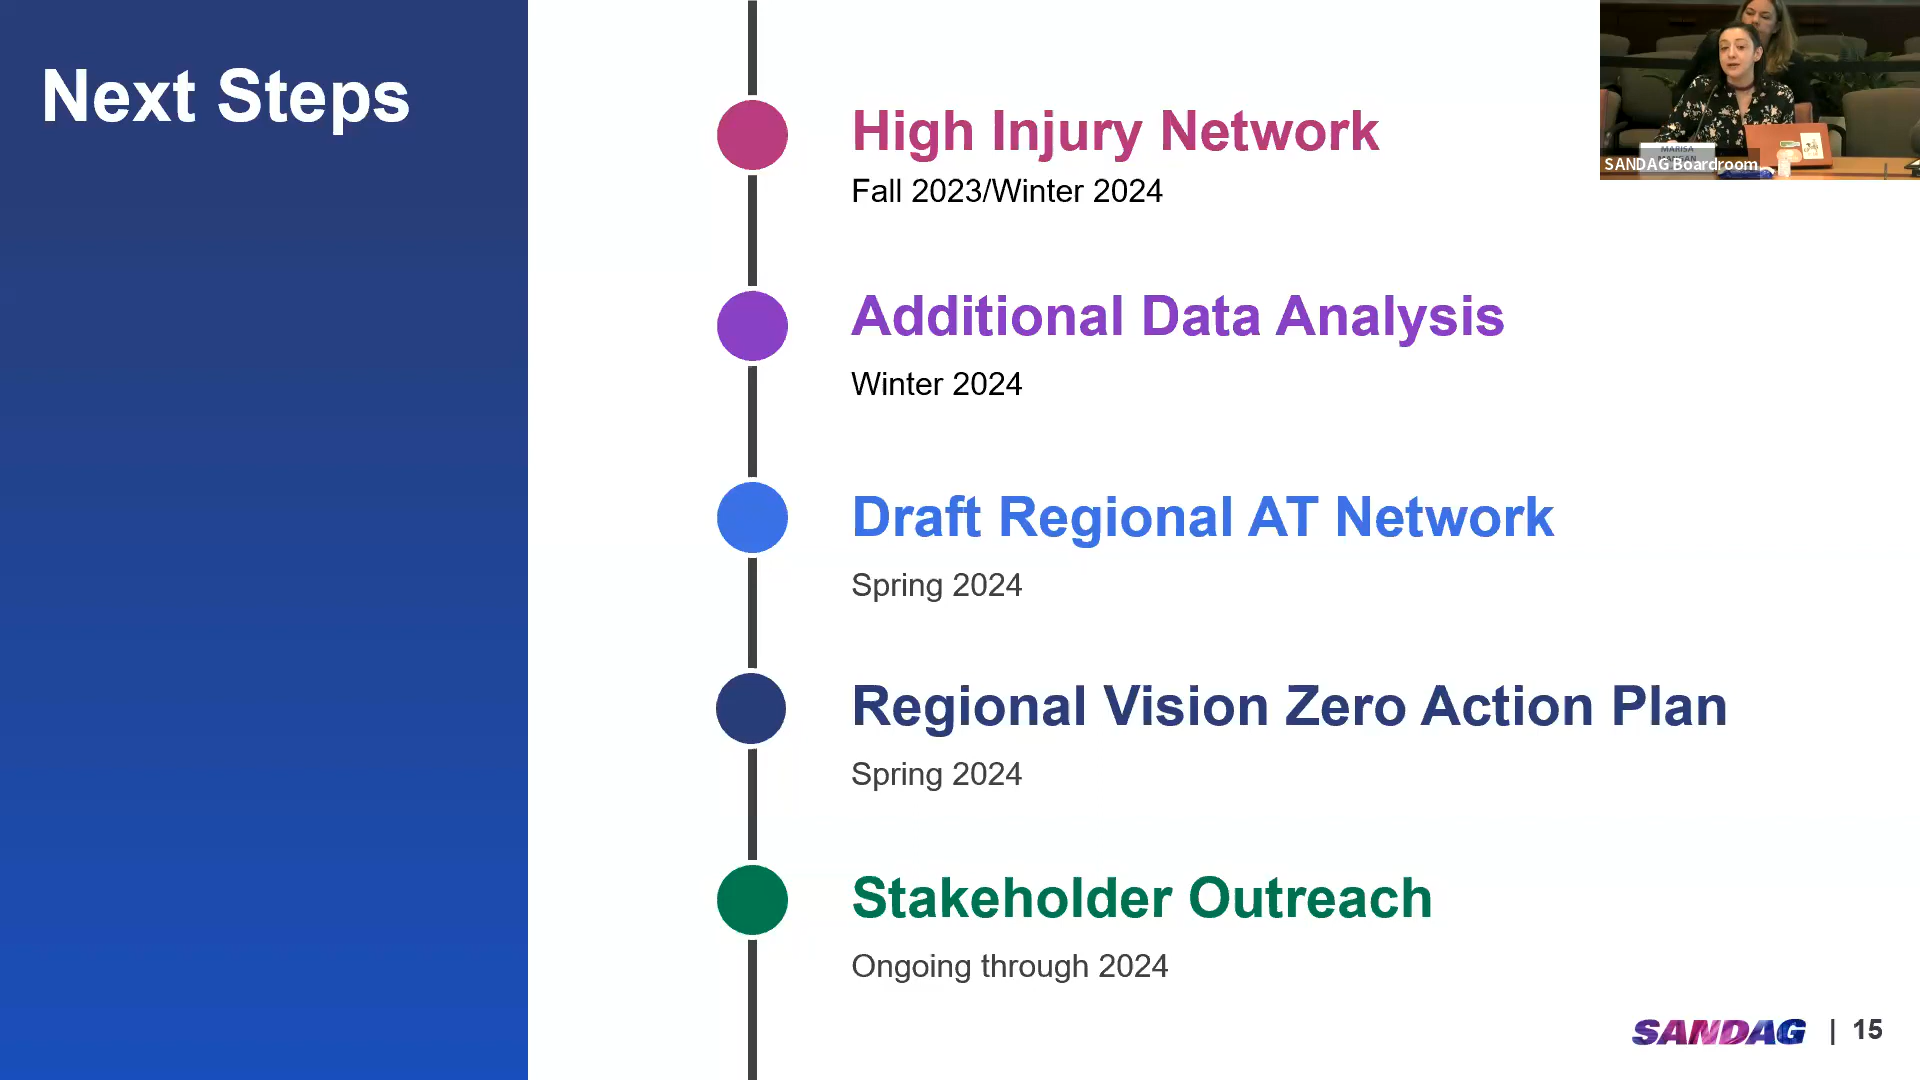 Next Steps
High Injury Network
Fall 2023/Winter 2024
Additional Data Analysis
Winter 2024
Draft Regional AT Network
Spring 2024
Regional Vision Zero Action Plan
Spring 2024
Stakeholder Outreach
Ongoing through 2024
MARISA
SANDAG Boardroom
SANDAG | 15